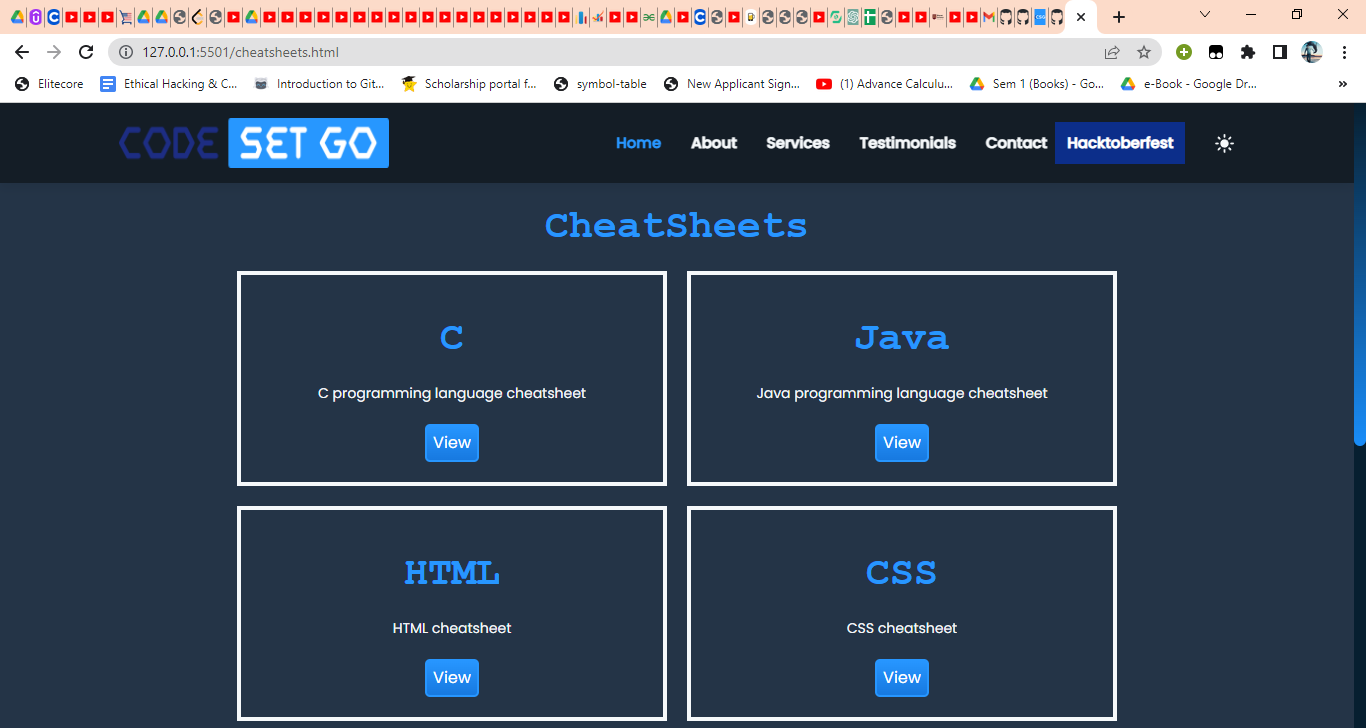 127.0.0.1:5501/cheatsheets.html
Elitecore Ethical Hacking & C... Introduction to Git... Scholarship portal f... symbol-table New Applicant Sign... (1) Advance Calculu... Sem 1 (Books) - Go... e-Book - Google Dr... »
CODE SET GO Home About Services Testimonials Contact Hacktoberfest
CheatSheets
C
C programming language cheatsheet
View
Java
Java programming language cheatsheet
View
HTML
HTML cheatsheet
View
CSS
CSS cheatsheet
View